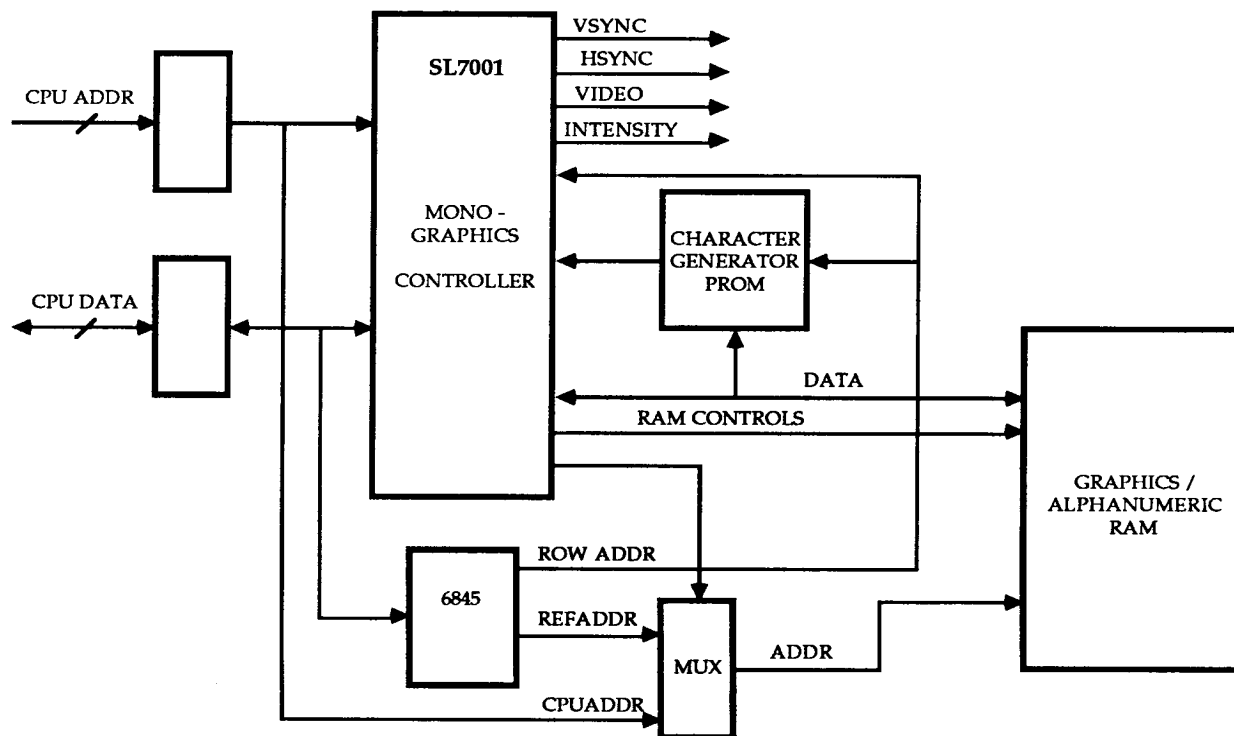 VSYNC
HSYNC
VIDEO
INTENSITY
SL7001
CPU ADDR
MONO -
GRAPHICS
CONTROLLER
CHARACTER
GENERATOR
PROM
CPU DATA
DATA
RAM CONTROLS
GRAPHICS /
ALPHANUMERIC
RAM
6845
ROW ADDR
REFADDR
MUX
ADDR
CPUADDR